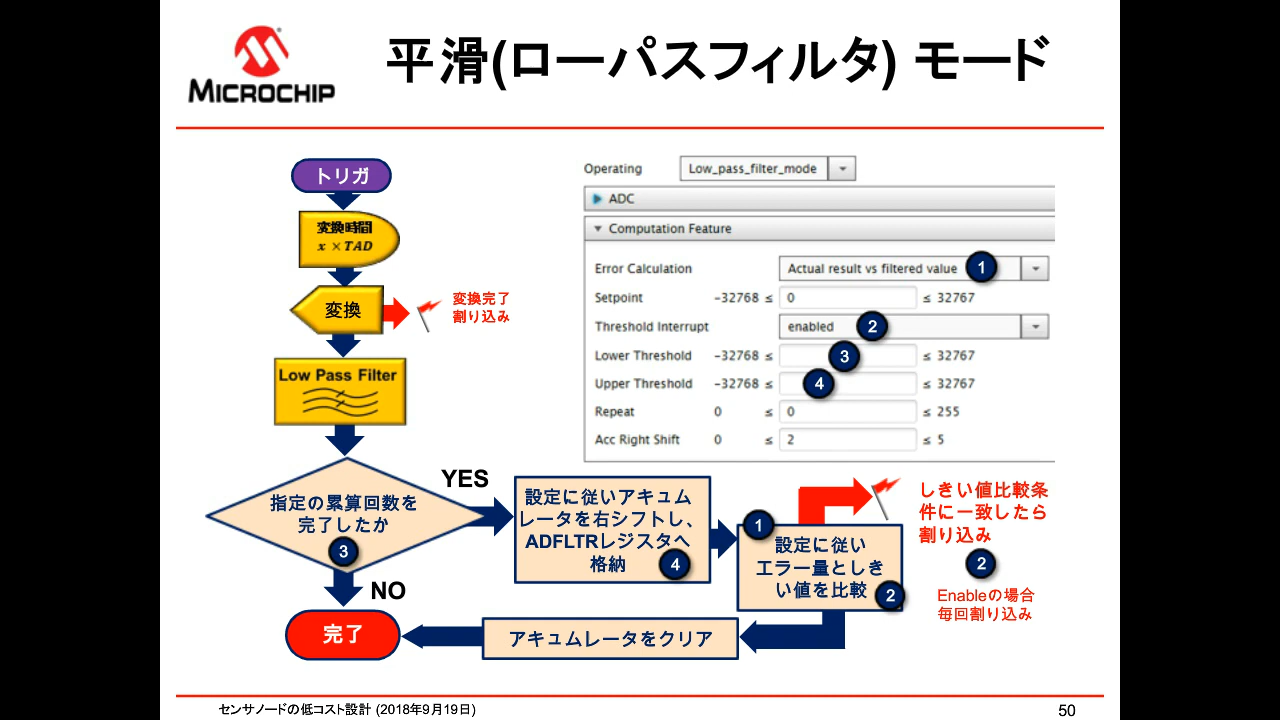 MICROCHIP
平滑(ローパスフィルタ) モード
トリガ
変換時間
x ×TAD
変換
変換完了
割り込み
Low Pass Filter
指定の累算回数を
完了したか
3
YES
NO
設定に従いアキュム
レータを右シフトし、
ADFLTRレジスタへ
格納
4
1
設定に従い
エラー量としき
い値を比較
2
しきい値比較条
件に一致したら
割り込み
2
Enableの場合
毎回割り込み
アキュムレータをクリア
完了
Operating Low_pass_filter_mode
ADC
Computation Feature
Error Calculation Actual result vs filtered value 1
Setpoint -32768 ≤ 0 ≤ 32767
Threshold Interrupt enabled 2
Lower Threshold -32768 ≤ 3 ≤ 32767
Upper Threshold -32768 ≤ 4 ≤ 32767
Repeat 0 ≤ 0 ≤ 255
Acc Right Shift 0 ≤ 2 ≤ 5
センサノードの低コスト設計 (2018年9月19日)
50